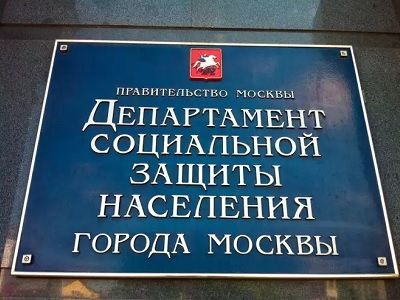 ПРАВИТЕЛЬСТВО МОСКВЫ
ДЕПАРТАМЕНТ
СОЦИАЛЬНОЙ
ЗАЩИТЫ
НАСЕЛЕНИЯ
ГОРОДА МОСКВЫ